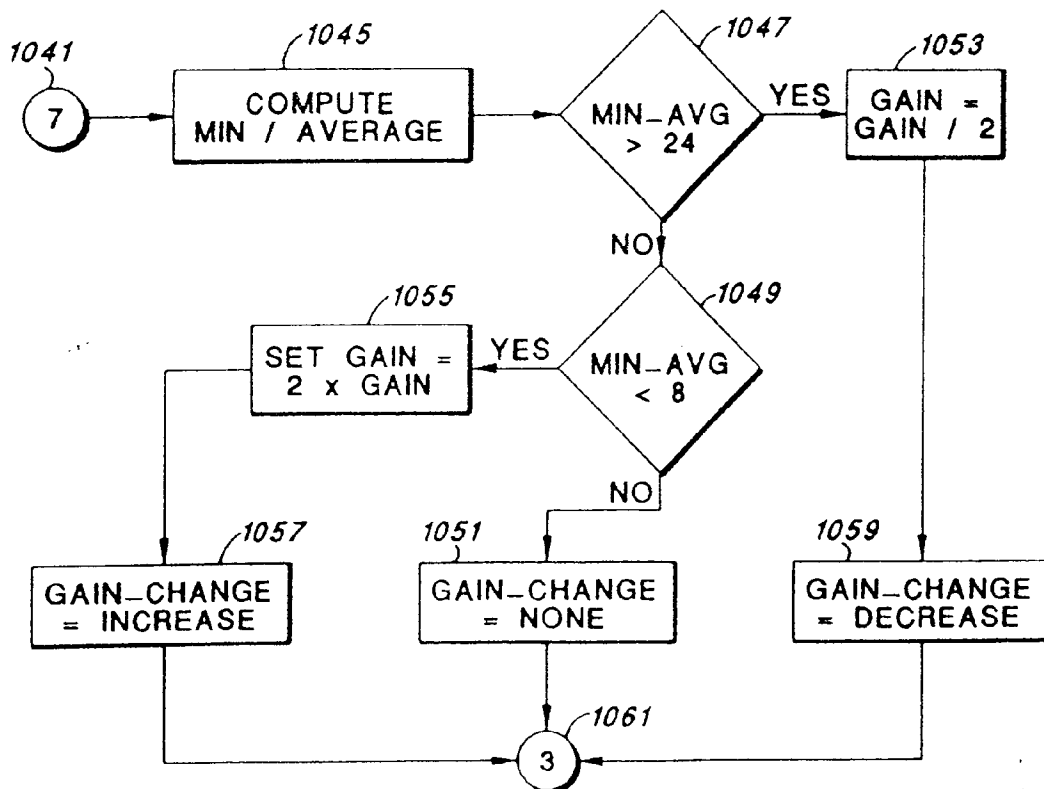 1041
7
1045
COMPUTE
MIN / AVERAGE
1047
MIN_AVG
> 24
YES
1053
GAIN =
GAIN / 2
NO
1049
MIN_AVG
< 8
YES
1055
SET GAIN =
2 x GAIN
NO
1057
GAIN_CHANGE
= INCREASE
1051
GAIN_CHANGE
= NONE
1059
GAIN_CHANGE
= DECREASE
1061
3